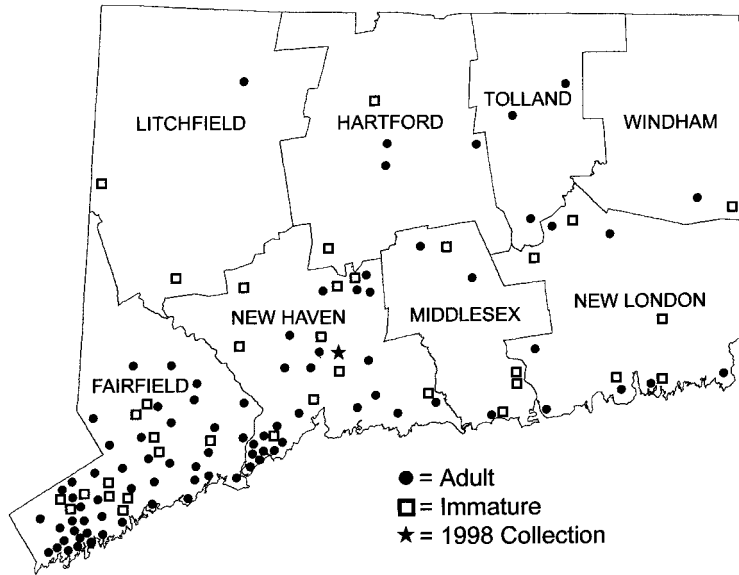 TOLLAND
LITCHFIELD
HARTFORD
WINDHAM
NEW HAVEN
MIDDLESEX
NEW LONDON
FAIRFIELD
● = Adult
□ = Immature
★ = 1998 Collection